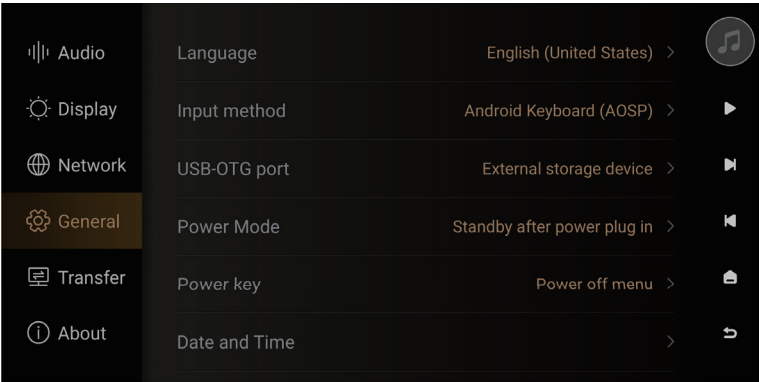 Audio
Display
Network
General
Transfer
About
Language English (United States)
Input method Android Keyboard (AOSP)
USB-OTG port External storage device
Power Mode Standby after power plug in
Power key Power off menu
Date and Time